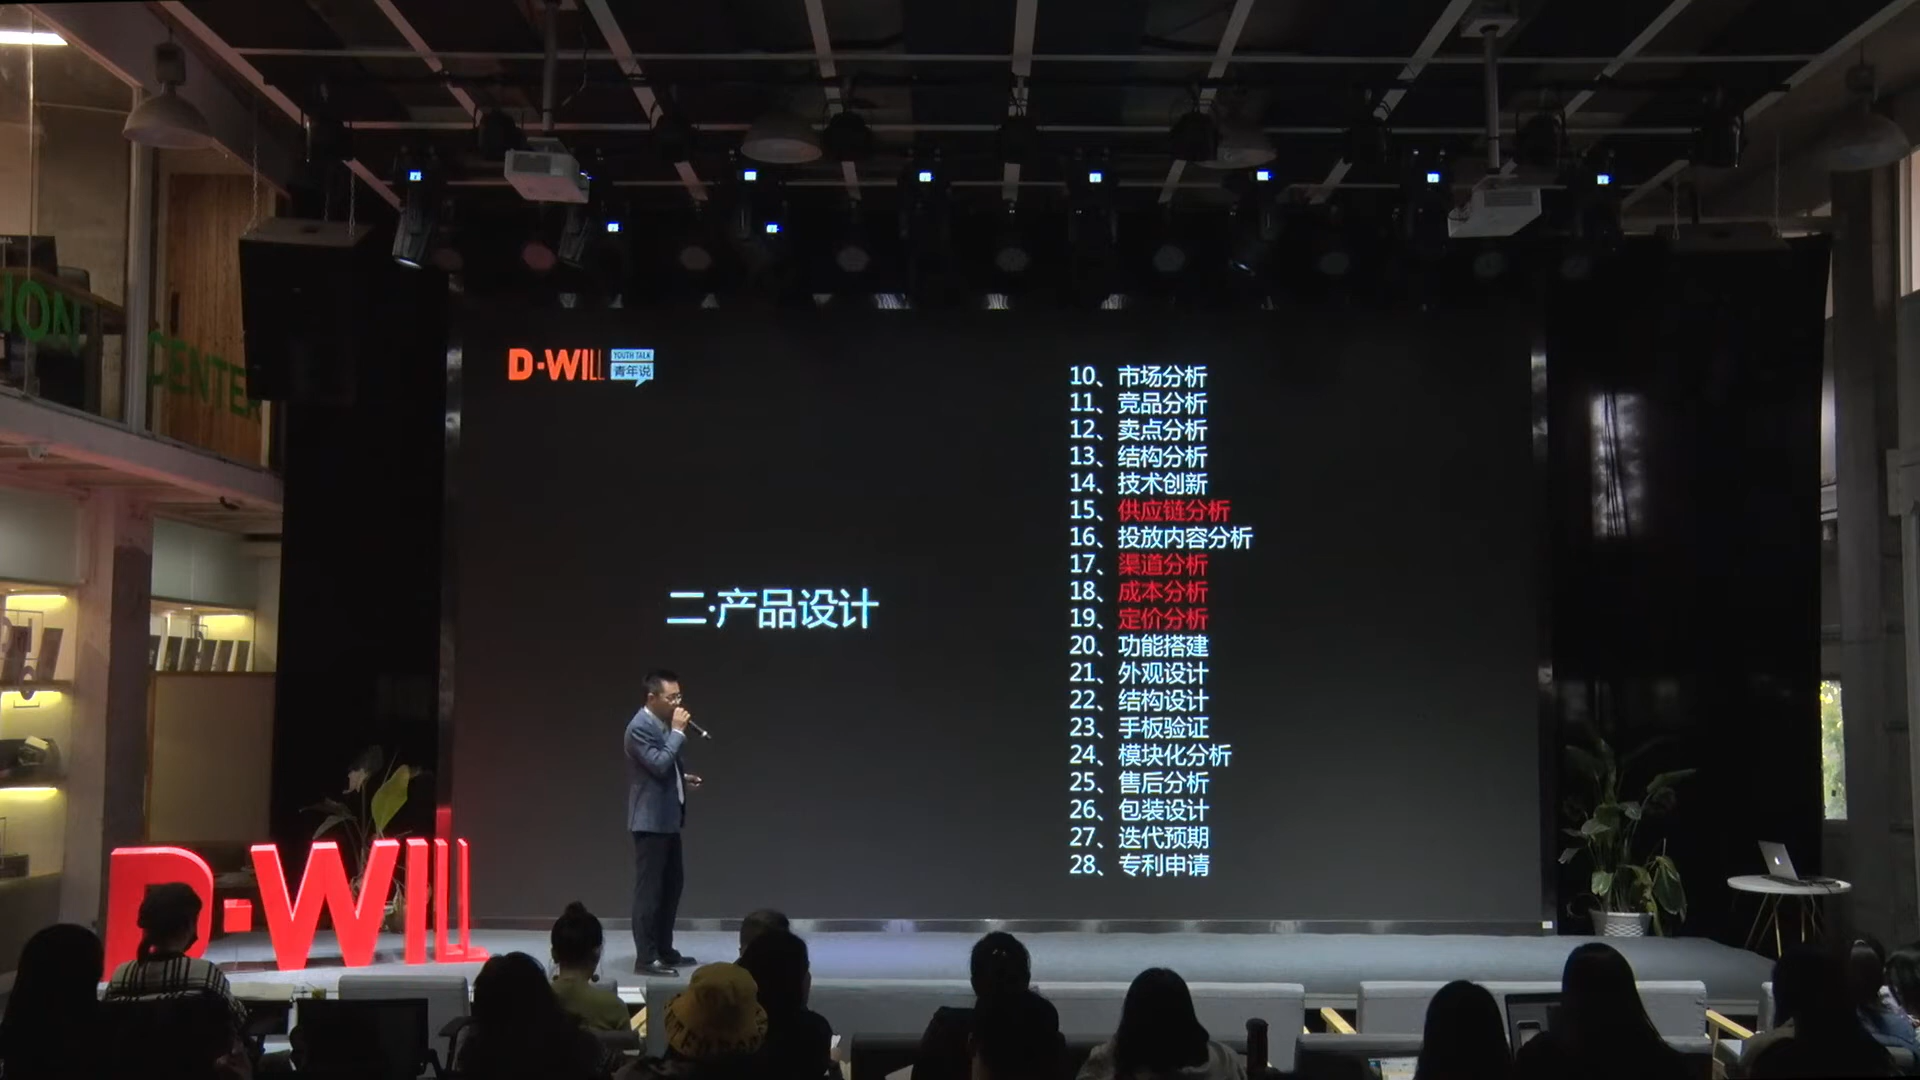 ION
CENTER
D·WILL
YOUTH TALK
青年说
二·产品设计
10、市场分析
11、竞品分析
12、卖点分析
13、结构分析
14、技术创新
15、供应链分析
16、投放内容分析
17、渠道分析
18、成本分析
19、定价分析
20、功能搭建
21、外观设计
22、结构设计
23、手板验证
24、模块化分析
25、售后分析
26、包装设计
27、迭代预期
28、专利申请
D·WILL